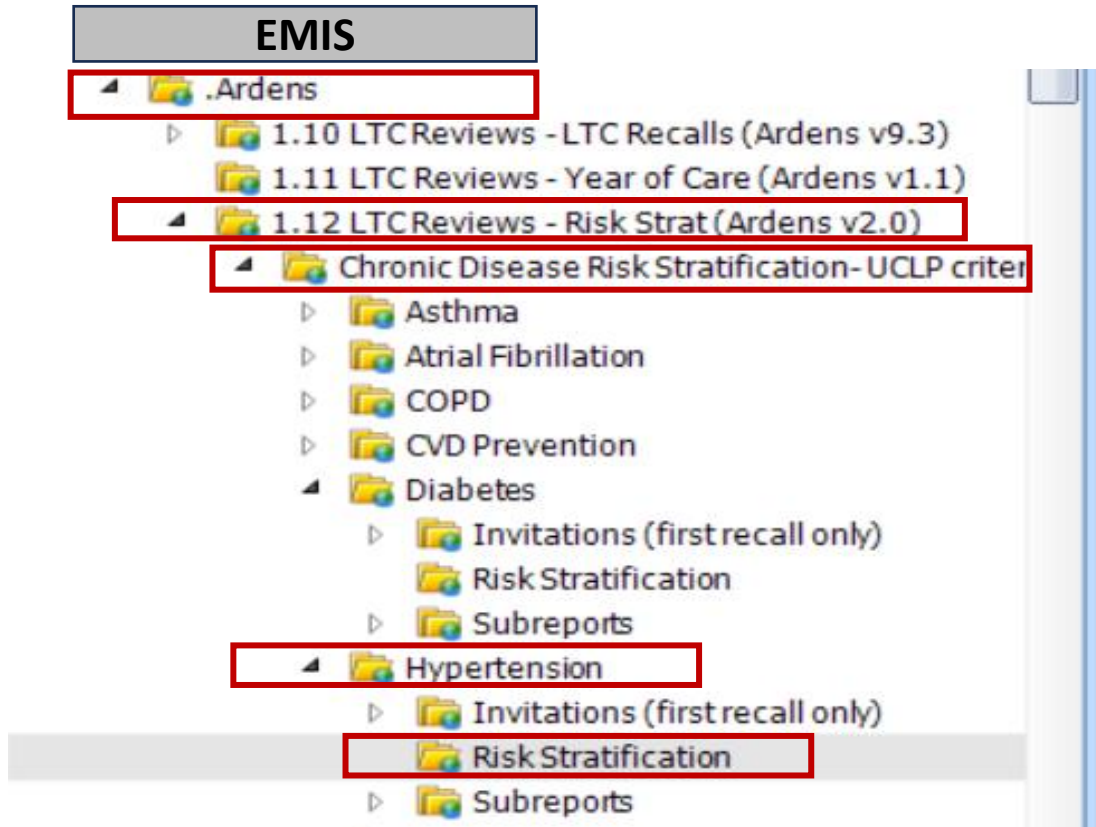 EMIS
.Ardens
1.10 LTC Reviews - LTC Recalls (Ardens v9.3)
1.11 LTC Reviews - Year of Care (Ardens v1.1)
1.12 LTC Reviews - Risk Strat (Ardens v2.0)
Chronic Disease Risk Stratification- UCLP criter
Asthma
Atrial Fibrillation
COPD
CVD Prevention
Diabetes
Invitations (first recall only)
Risk Stratification
Subreports
Hypertension
Invitations (first recall only)
Risk Stratification
Subreports